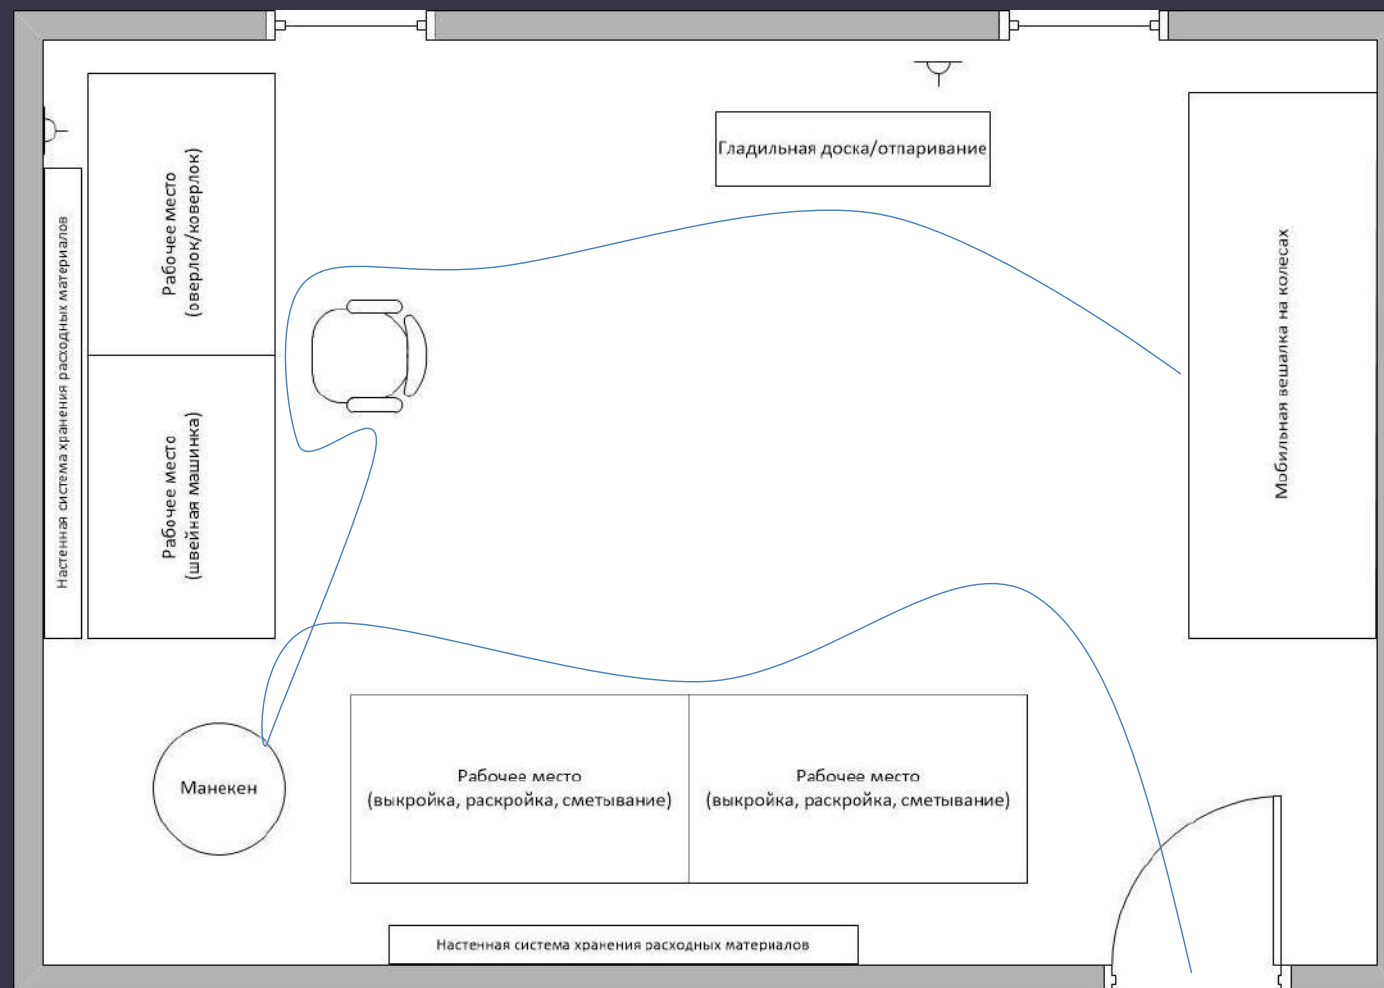 Гладильная доска/отпаривание
Рабочее место
(оверлок/коверлок)
Настенная система хранения расходных материалов
Мобильная вешалка на колесах
Рабочее место
(швейная машинка)
Манекен
Рабочее место
(выкройка, раскройка, сметывание)
Рабочее место
(выкройка, раскройка, сметывание)
Настенная система хранения расходных материалов